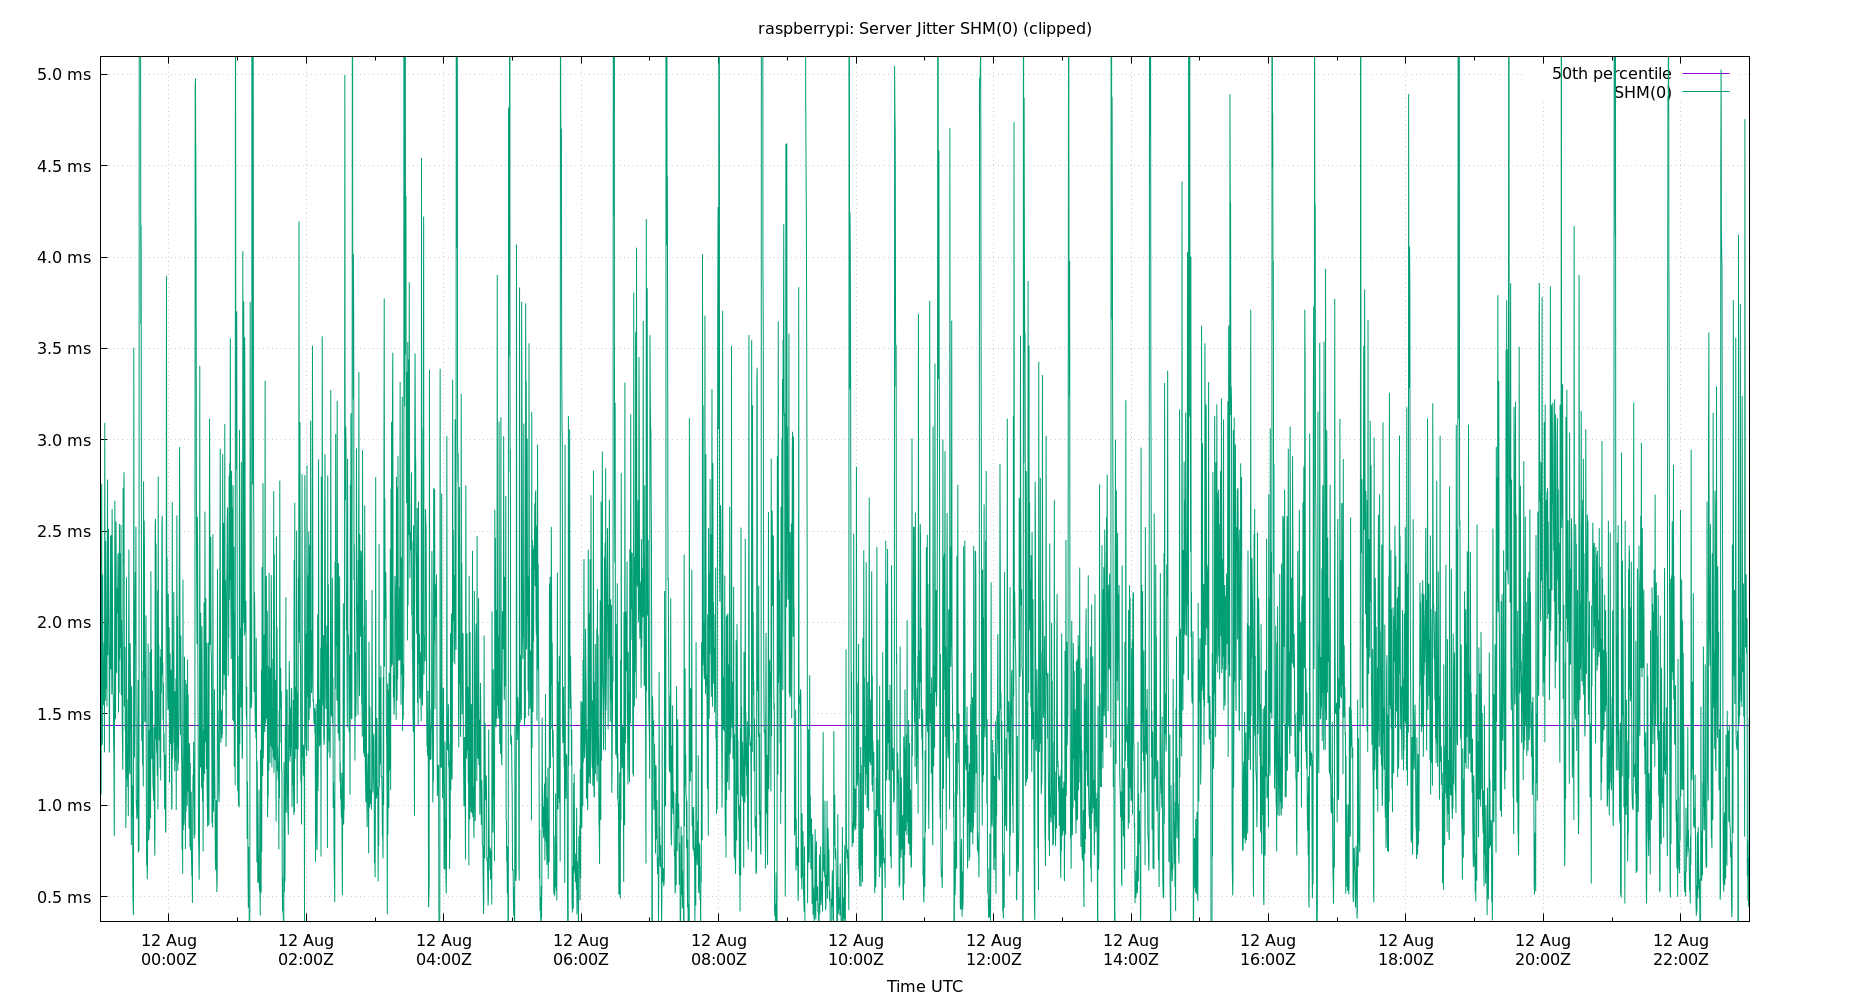 raspberrypi: Server Jitter SHM(0) (clipped)
50th percentile
SHM(0)
5.0 ms
4.5 ms
4.0 ms
3.5 ms
3.0 ms
2.5 ms
2.0 ms
1.5 ms
1.0 ms
0.5 ms
12 Aug 12 Aug 12 Aug 12 Aug 12 Aug 12 Aug 12 Aug 12 Aug 12 Aug 12 Aug 12 Aug 12 Aug
00:00Z 02:00Z 04:00Z 06:00Z 08:00Z 10:00Z 12:00Z 14:00Z 16:00Z 18:00Z 20:00Z 22:00Z
Time UTC